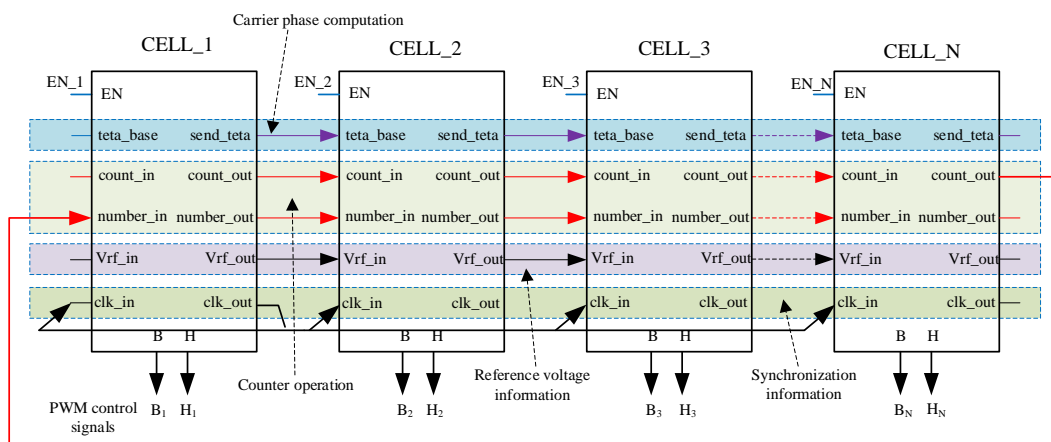 Carrier phase computation
CELL_1
CELL_2
CELL_3
CELL_N
EN_1
EN_2
EN_3
EN_N
EN
EN
EN
EN
teta_base send_teta
teta_base send_teta
teta_base send_teta
teta_base send_teta
count_in count_out
count_in count_out
count_in count_out
count_in count_out
number_in number_out
number_in number_out
number_in number_out
number_in number_out
Vrf_in Vrf_out
Vrf_in Vrf_out
Vrf_in Vrf_out
Vrf_in Vrf_out
clk_in clk_out
clk_in clk_out
clk_in clk_out
clk_in clk_out
B H
B H
B H
B H
Counter operation
Reference voltage
information
Synchronization
information
PWM control
signals
B1 H1
B2 H2
B3 H3
BN HN